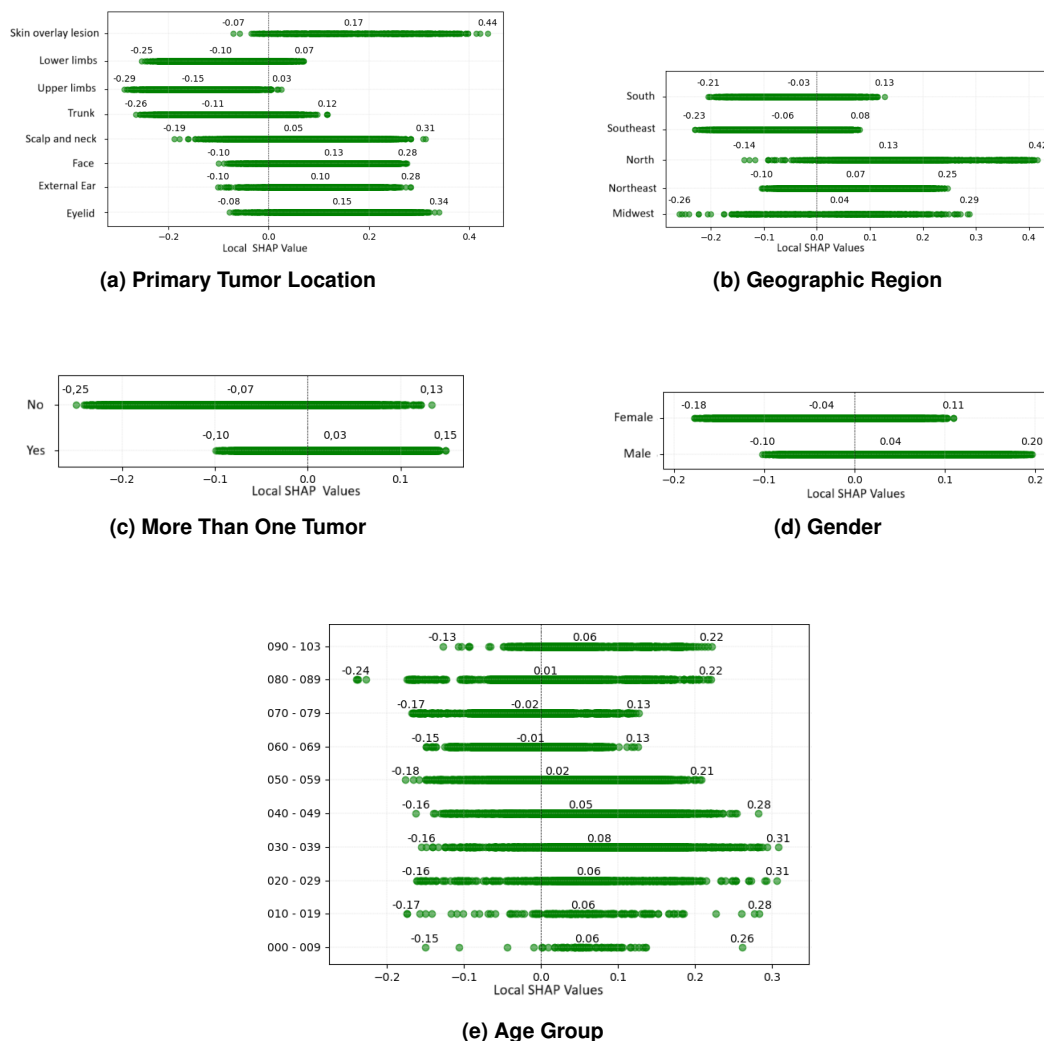 -0.07 0.17 0.44
Skin overlay lesion
-0.25 -0.10 0.07
Lower limbs
-0.29 -0.15 0.03
Upper limbs
-0.26 -0.11 0.12
Trunk
-0.19 0.05 0.31
Scalp and neck
-0.10 0.13 0.28
Face
-0.10 0.10 0.28
External Ear
-0.08 0.15 0.34
Eyelid
−0.2 0.0 0.2 0.4
Local SHAP Value
(a) Primary Tumor Location
-0.21 -0.03 0.13
South
-0.23 -0.06 0.08
Southeast
-0.14 0.13 0.42
North
-0.10 0.07 0.25
Northeast
-0.26 0.04 0.29
Midwest
−0.2 −0.1 0.0 0.1 0.2 0.3 0.4
Local SHAP Values
(b) Geographic Region
-0,25 -0,07 0,13
No
-0,10 0,03 0,15
Yes
−0.2 −0.1 0.0 0.1
Local SHAP Values
(c) More Than One Tumor
-0.18 -0.04 0.11
Female
-0.10 0.04 0.20
Male
−0.2 −0.1 0.0 0.1 0.2
Local SHAP Values
(d) Gender
-0.13 0.06 0.22
090 - 103
-0.24 0.01 0.22
080 - 089
-0.17 -0.02 0.13
070 - 079
-0.15 -0.01 0.13
060 - 069
-0.18 0.02 0.21
050 - 059
-0.16 0.05 0.28
040 - 049
-0.16 0.08 0.31
030 - 039
-0.16 0.06 0.31
020 - 029
-0.17 0.06 0.28
010 - 019
-0.15 0.06 0.26
000 - 009
−0.2 −0.1 0.0 0.1 0.2 0.3
Local SHAP Values
(e) Age Group